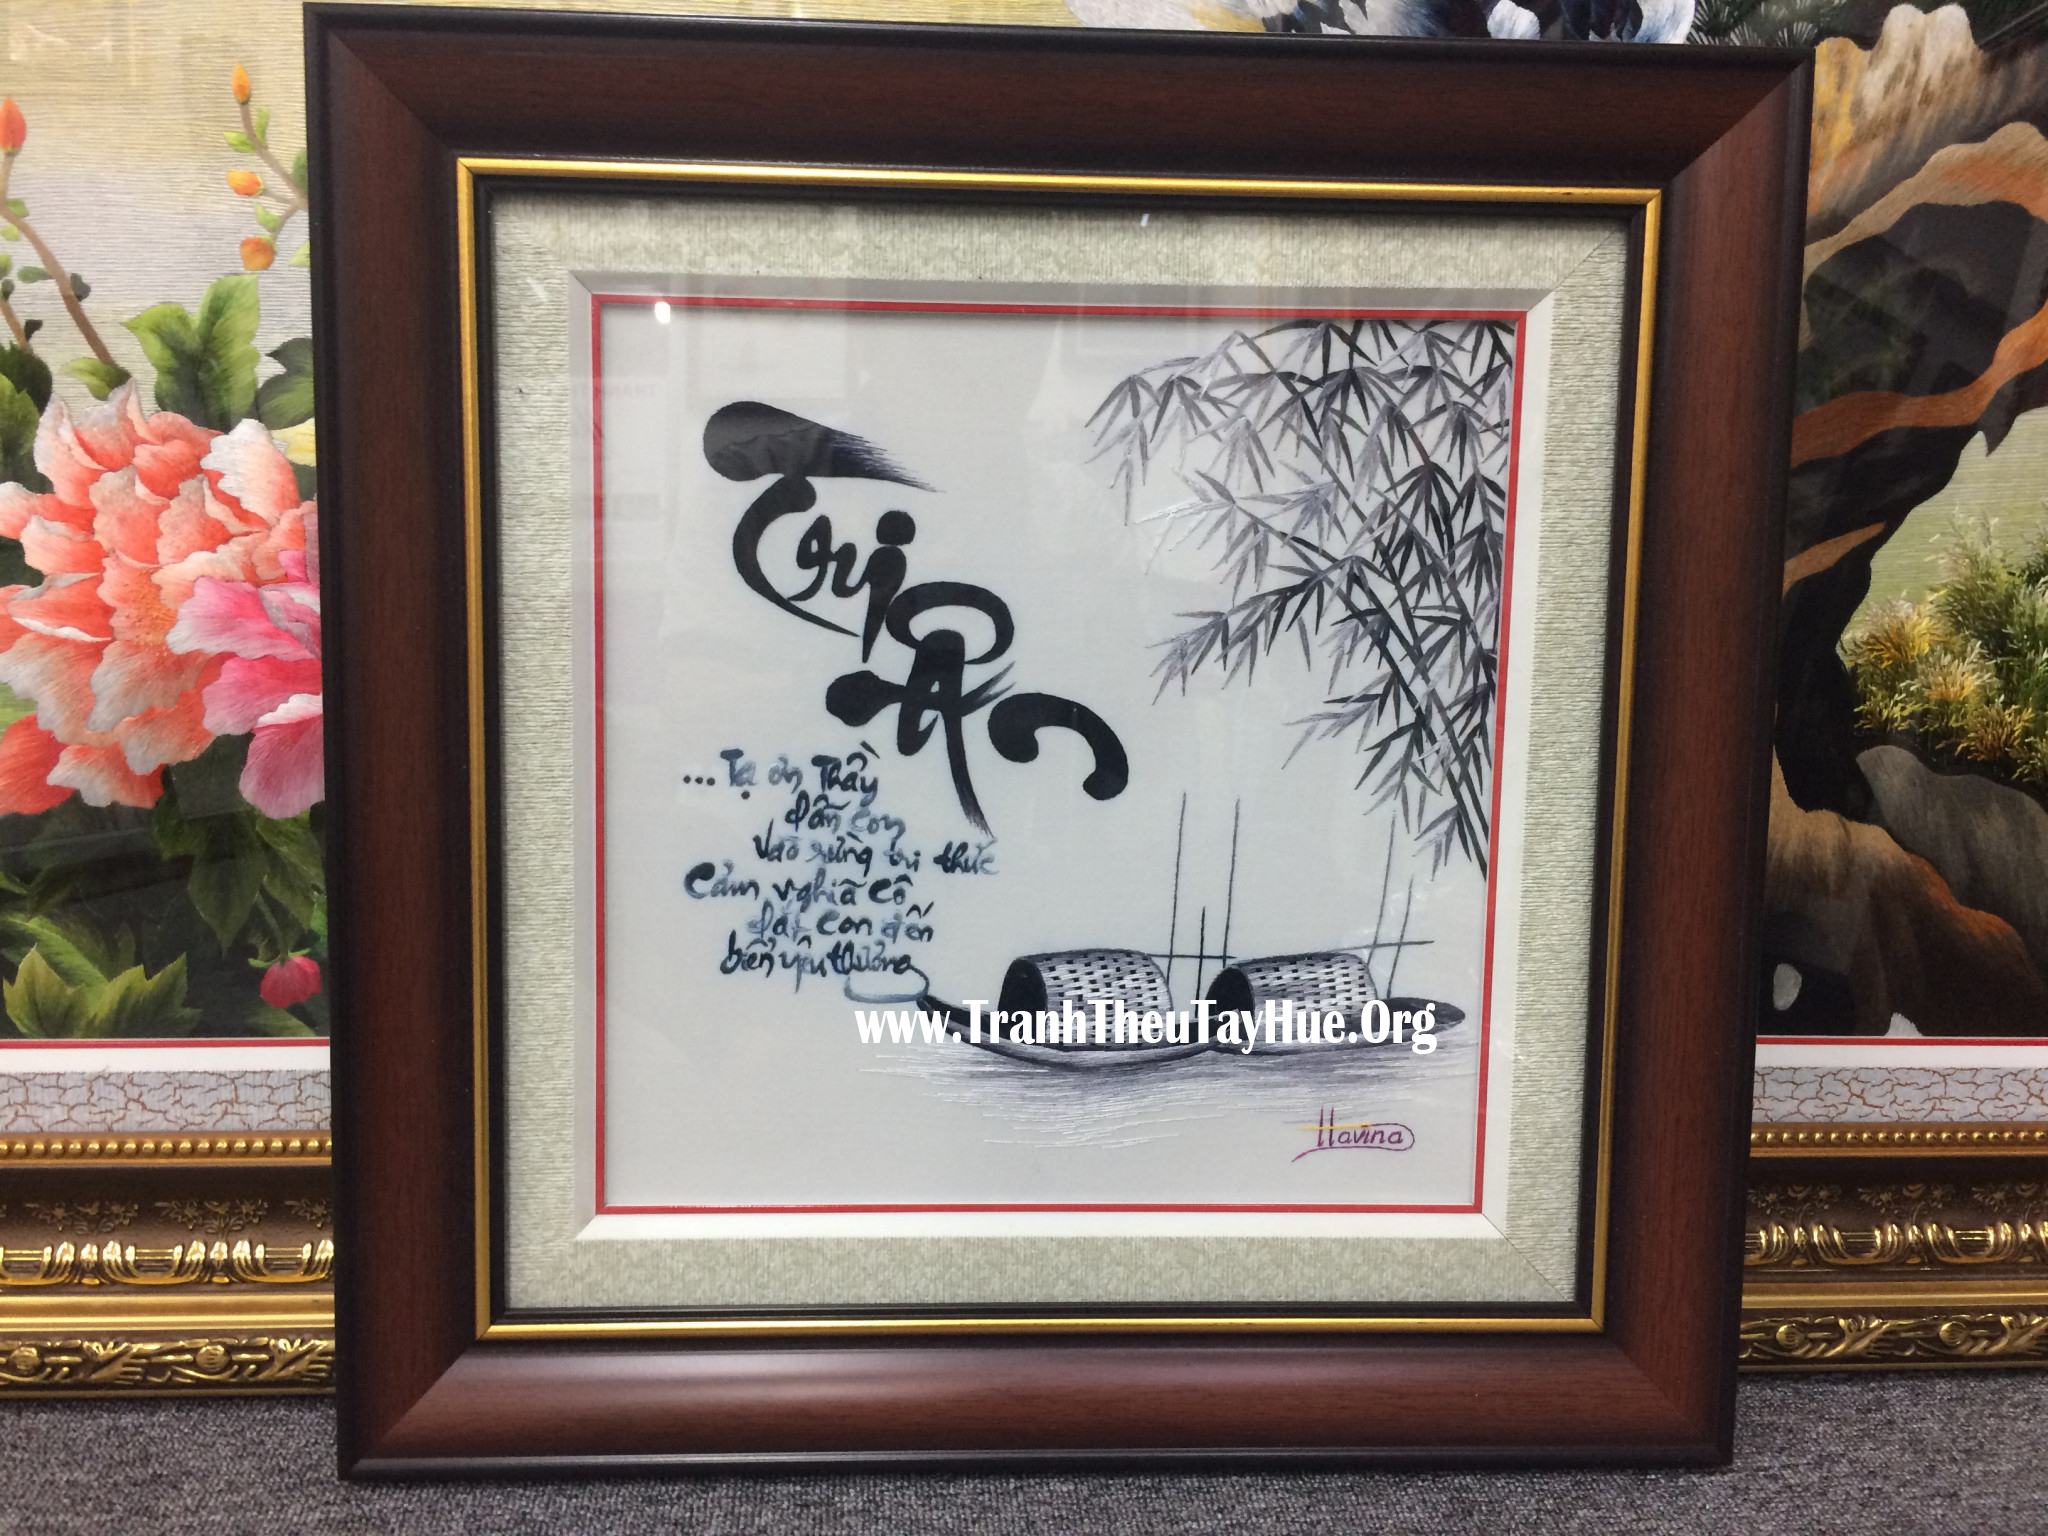 Tri Ân
... Tạ ơn Thầy
dẫn con
vào rừng tri thức
Cảm nghĩa Cô
dắt con đến
biển yêu thương
www.TranhTheuTayHue.Org
Havina